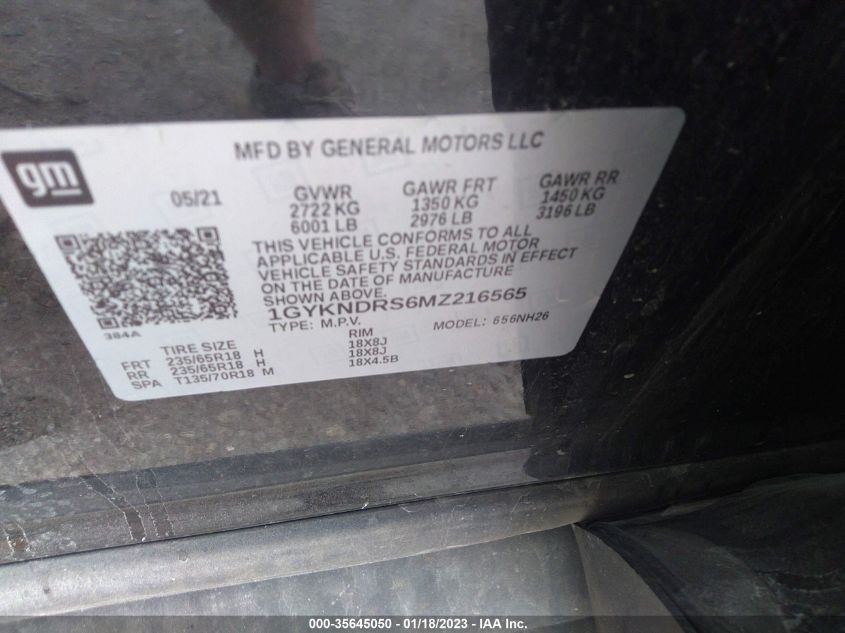 MFD BY GENERAL MOTORS LLC
gm
05/21 GVWR GAWR FRT GAWR RR
2722 KG 1350 KG 1450 KG
6001 LB 2976 LB 3196 LB
THIS VEHICLE CONFORMS TO ALL
APPLICABLE U.S. FEDERAL MOTOR
VEHICLE SAFETY STANDARDS IN EFFECT
ON THE DATE OF MANUFACTURE
SHOWN ABOVE.
1GYKNDRS6MZ216565
384A
TYPE: M.P.V. MODEL: 656NH26
TIRE SIZE RIM
FRT 235/65R18 H 18X8J
RR 235/65R18 H 18X8J
SPA T135/70R18 M 18X4.5B
000-35645050 - 01/18/2023 - IAA Inc.